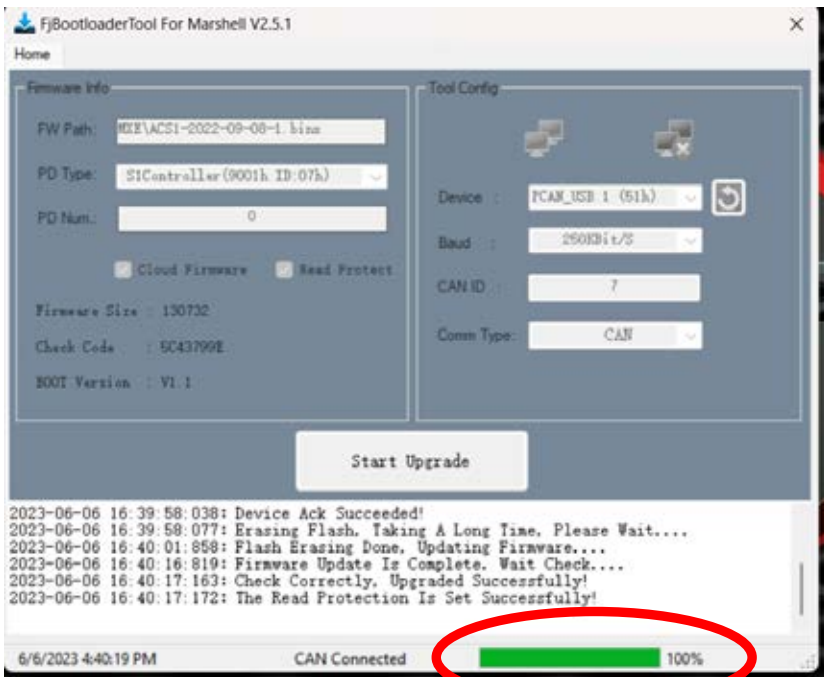 FjBootloaderTool For Marshell V2.5.1
Home
Firmware Info
FW Path: MXE\ACS1-2022-09-08-1.bins
PD Type: S1Controller(9001h ID:07h)
PD Num.: 0
Cloud Firmware Read Protect
Firmware Size : 130732
Check Code : 5C43799E
BOOT Version : V1.1
Tool Config
Device : PCAN_USB 1 (51h)
Baud : 250KBit/S
CAN ID : 7
Comm Type: CAN
Start Upgrade
2023-06-06 16:39:58:038: Device Ack Succeeded!
2023-06-06 16:39:58:077: Erasing Flash, Taking A Long Time, Please Wait....
2023-06-06 16:40:01:858: Flash Erasing Done, Updating Firmware....
2023-06-06 16:40:16:819: Firmware Update Is Complete. Wait Check....
2023-06-06 16:40:17:163: Check Correctly, Upgraded Successfully!
2023-06-06 16:40:17:172: The Read Protection Is Set Successfully!
6/6/2023 4:40:19 PM CAN Connected 100%